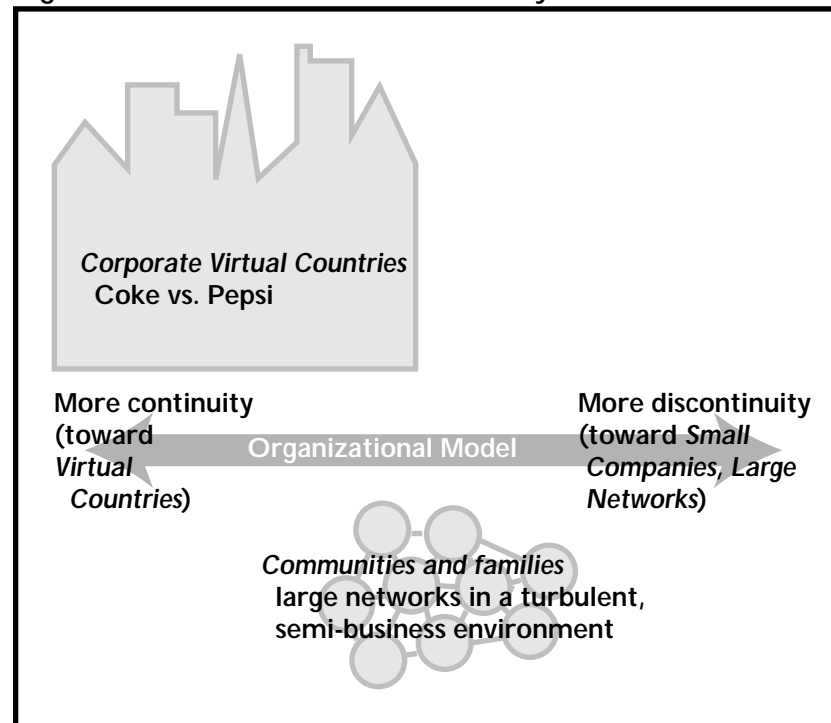 Corporate Virtual Countries
Coke vs. Pepsi
More continuity
(toward
Virtual
Countries)
Organizational Model
More discontinuity
(toward Small
Companies, Large
Networks)
Communities and families
large networks in a turbulent,
semi-business environment